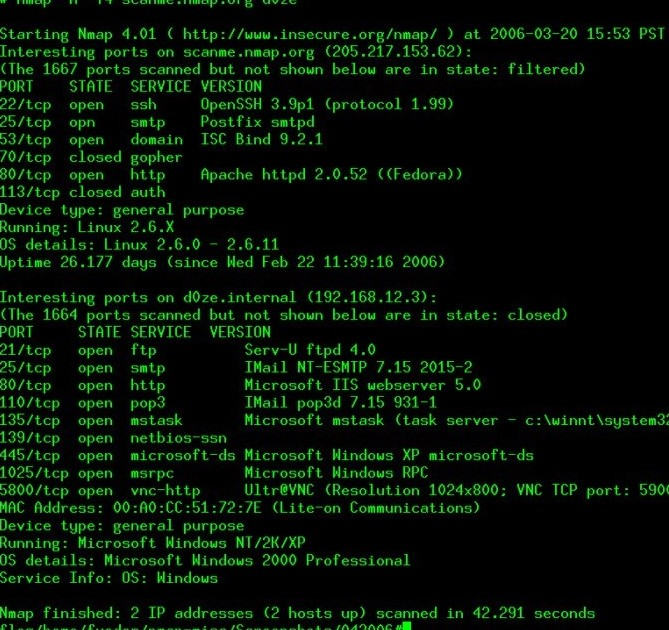 # nmap -A -T4 scanme.nmap.org d0ze
Starting Nmap 4.01 ( http://www.insecure.org/nmap/ ) at 2006-03-20 15:53 PST
Interesting ports on scanme.nmap.org (205.217.153.62):
(The 1667 ports scanned but not shown below are in state: filtered)
PORT    STATE  SERVICE VERSION
22/tcp  open   ssh     OpenSSH 3.9p1 (protocol 1.99)
25/tcp  opn    smtp    Postfix smtpd
53/tcp  open   domain  ISC Bind 9.2.1
70/tcp  closed gopher
80/tcp  open   http    Apache httpd 2.0.52 ((Fedora))
113/tcp closed auth
Device type: general purpose
Running: Linux 2.6.X
OS details: Linux 2.6.0 - 2.6.11
Uptime 26.177 days (since Wed Feb 22 11:39:16 2006)
Interesting ports on d0ze.internal (192.168.12.3):
(The 1664 ports scanned but not shown below are in state: closed)
PORT     STATE SERVICE  VERSION
21/tcp   open  ftp          Serv-U ftpd 4.0
25/tcp   open  smtp         IMail NT-ESMTP 7.15 2015-2
80/tcp   open  http         Microsoft IIS webserver 5.0
110/tcp  open  pop3         IMail pop3d 7.15 931-1
135/tcp  open  mstask       Microsoft mstask (task server - c:\winnt\system32
139/tcp  open  netbios-ssn
445/tcp  open  microsoft-ds Microsoft Windows XP microsoft-ds
1025/tcp open  msrpc        Microsoft Windows RPC
5800/tcp open  vnc-http     Ultr@VNC (Resolution 1024x800; VNC TCP port: 5900
MAC Address: 00:A0:CC:51:72:7E (Lite-on Communications)
Device type: general purpose
Running: Microsoft Windows NT/2K/XP
OS details: Microsoft Windows 2000 Professional
Service Info: OS: Windows
Nmap finished: 2 IP addresses (2 hosts up) scanned in 42.291 seconds
flog/home/fyodor/nmap-misc/Screenshots/042006#